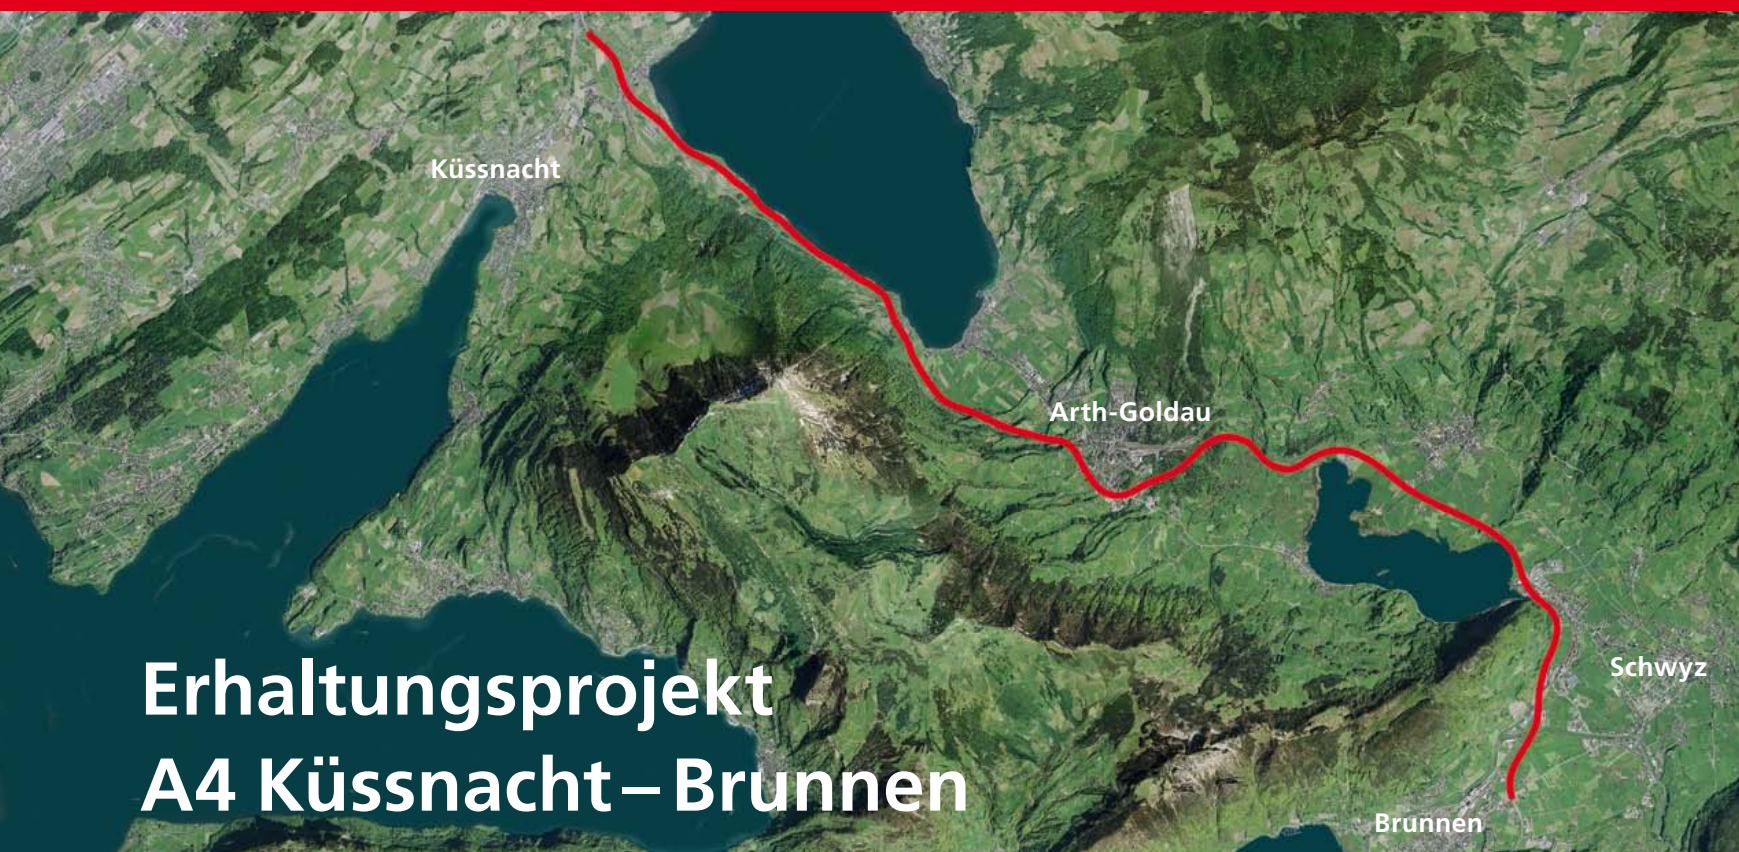 Küssnacht
Arth-Goldau
Schwyz
Erhaltungsprojekt
A4 Küssnacht – Brunnen
Brunnen